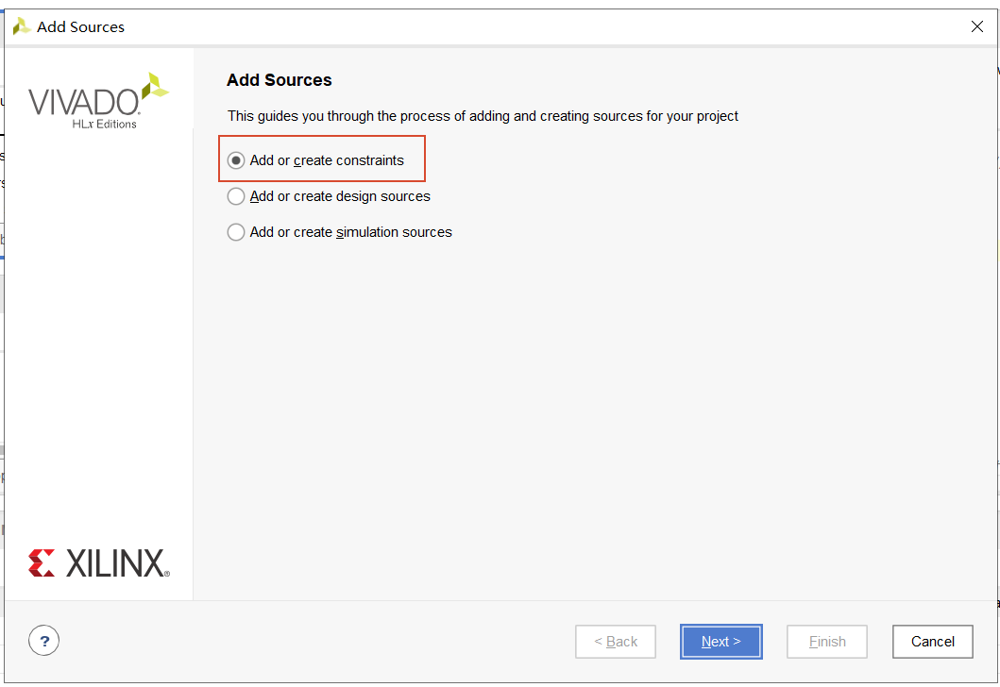 Add Sources
VIVADO.
HLx Editions
Add Sources
This guides you through the process of adding and creating sources for your project
Add or create constraints
Add or create design sources
Add or create simulation sources
XILINX®
?
< Back
Next >
Finish
Cancel